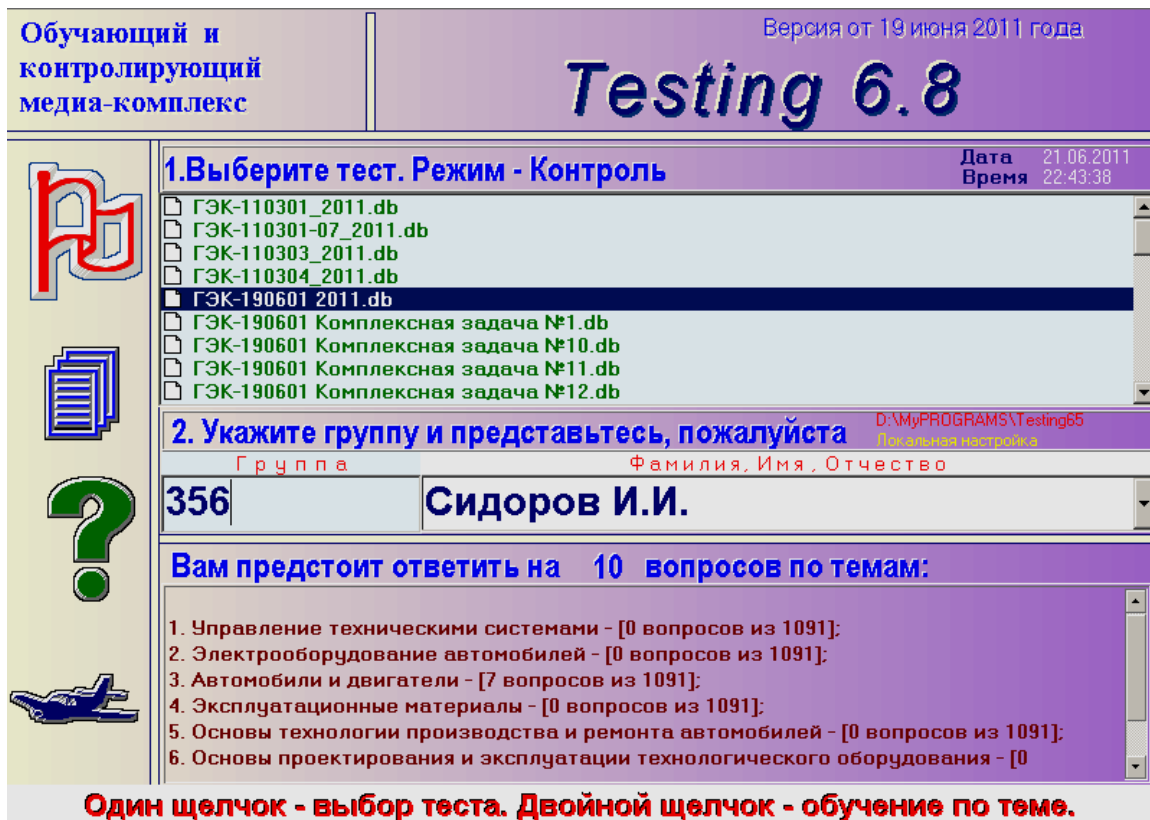 Обучающий и
контролирующий
медиа-комплекс
Версия от 19 июня 2011 года
Testing 6.8
1.Выберите тест. Режим - Контроль
Дата 21.06.2011
Время 22:43:38
ГЭК-110301_2011.db
ГЭК-110301-07_2011.db
ГЭК-110303_2011.db
ГЭК-110304_2011.db
ГЭК-190601 2011.db
ГЭК-190601 Комплексная задача №1.db
ГЭК-190601 Комплексная задача №10.db
ГЭК-190601 Комплексная задача №11.db
ГЭК-190601 Комплексная задача №12.db
2. Укажите группу и представьтесь, пожалуйста
D:\MyPROGRAMS\Testing65
Локальная настройка
Группа Фамилия, Имя, Отчество
356 Сидоров И.И.
Вам предстоит ответить на 10 вопросов по темам:
1. Управление техническими системами - [0 вопросов из 1091];
2. Электрооборудование автомобилей - [0 вопросов из 1091];
3. Автомобили и двигатели - [7 вопросов из 1091];
4. Эксплуатационные материалы - [0 вопросов из 1091];
5. Основы технологии производства и ремонта автомобилей - [0 вопросов из 1091];
6. Основы проектирования и эксплуатации технологического оборудования - [0
Один щелчок - выбор теста. Двойной щелчок - обучение по теме.